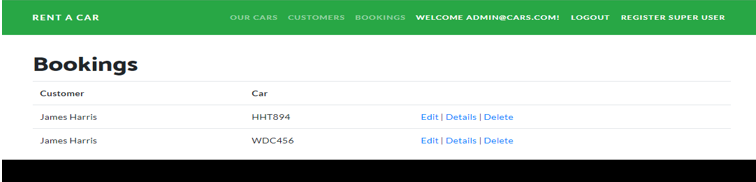 RENT A CAR OUR CARS CUSTOMERS BOOKINGS WELCOME ADMIN@CARS.COM! LOGOUT REGISTER SUPER USER
Bookings
Customer Car
James Harris HHT894 Edit | Details | Delete
James Harris WDC456 Edit | Details | Delete